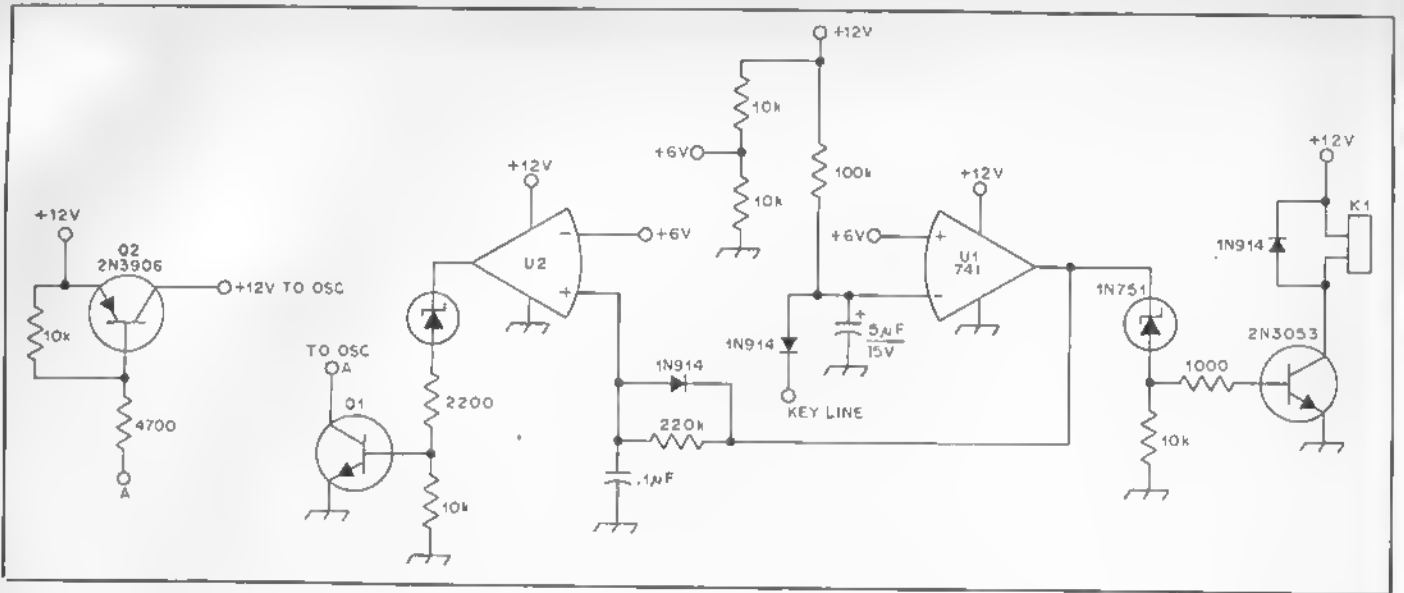 +12V
Q2
2N3906
+12V TO OSC
10k
4700
A
TO OSC
A
Q1
2200
10k
+12V
U2
−
+
+6V
1N914
220k
.1µF
+12V
10k
+6V
10k
100k
1N914
KEY LINE
+
5µF
15V
+12V
+6V
+
U1
741
−
1N751
1000
10k
2N3053
+12V
1N914
K1